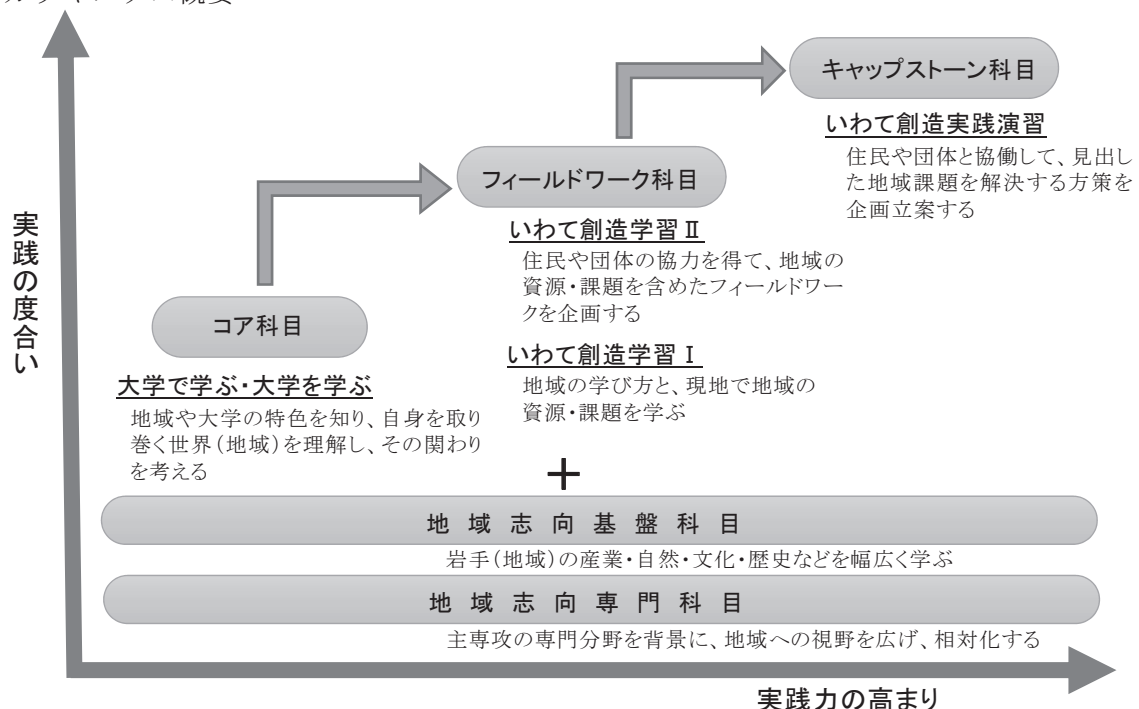 キャップストーン科目
いわて創造実践演習
住民や団体と協働して、見出し
た地域課題を解決する方策を
企画立案する
フィールドワーク科目
いわて創造学習Ⅱ
住民や団体の協力を得て、地域の
資源・課題を含めたフィールドワー
クを企画する
いわて創造学習Ⅰ
地域の学び方と、現地で地域の
資源・課題を学ぶ
コア科目
大学で学ぶ・大学を学ぶ
地域や大学の特色を知り、自身を取り
巻く世界(地域)を理解し、その関わり
を考える
実践の度合い
+
地域志向基盤科目
岩手(地域)の産業・自然・文化・歴史などを幅広く学ぶ
地域志向専門科目
主専攻の専門分野を背景に、地域への視野を広げ、相対化する
実践力の高まり